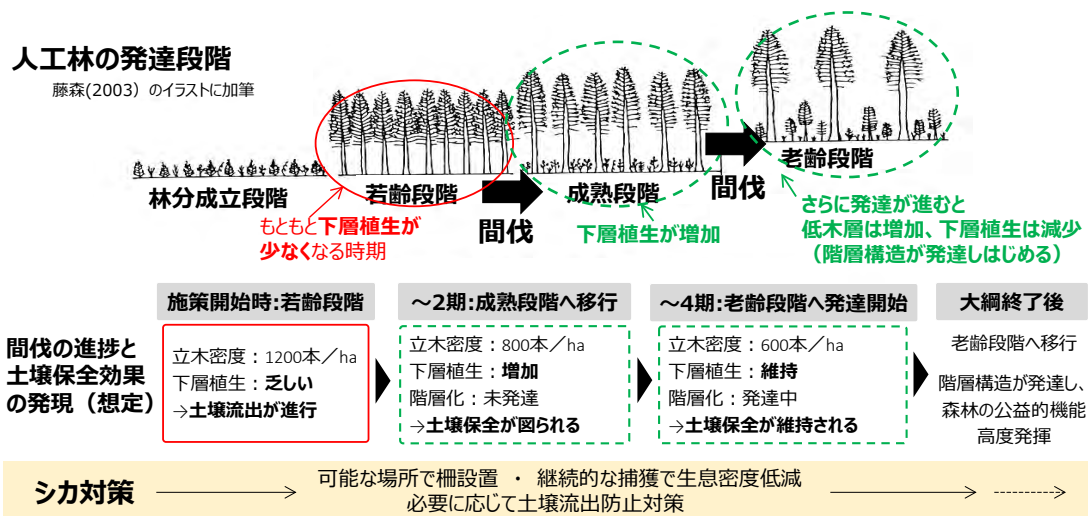 人工林の発達段階
藤森(2003）のイラストに加筆
林分成立段階
若齢段階
成熟段階
老齢段階
間伐
間伐
もともと下層植生が
少なくなる時期
下層植生が増加
さらに発達が進むと
低木層は増加、下層植生は減少
（階層構造が発達しはじめる）
間伐の進捗と
土壌保全効果
の発現（想定）
施策開始時:若齢段階
立木密度：1200本／ha
下層植生：乏しい
→土壌流出が進行
～2期:成熟段階へ移行
立木密度：800本／ha
下層植生：増加
階層化：未発達
→土壌保全が図られる
～4期:老齢段階へ発達開始
立木密度：600本／ha
下層植生：維持
階層化：発達中
→土壌保全が維持される
大綱終了後
老齢段階へ移行
階層構造が発達し、
森林の公益的機能
高度発揮
シカ対策
可能な場所で柵設置 ・ 継続的な捕獲で生息密度低減
必要に応じて土壌流出防止対策